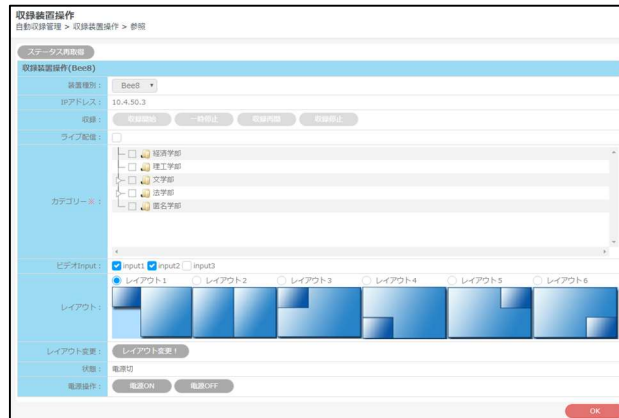 収録装置操作
自動収録管理 > 収録装置操作 > 参照
ステータス再取得
収録装置操作(Bee8)
装置種別： Bee8
IPアドレス： 10.4.50.3
収録： 収録開始 一時停止 収録再開 収録停止
ライブ配信：
経済学部
理工学部
文学部
法学部
匿名学部
カテゴリー※：
ビデオInput： input1 input2 input3
レイアウト1 レイアウト2 レイアウト3 レイアウト4 レイアウト5 レイアウト6
レイアウト：
レイアウト変更： レイアウト変更！
状態： 電源切
電源操作： 電源ON 電源OFF
OK